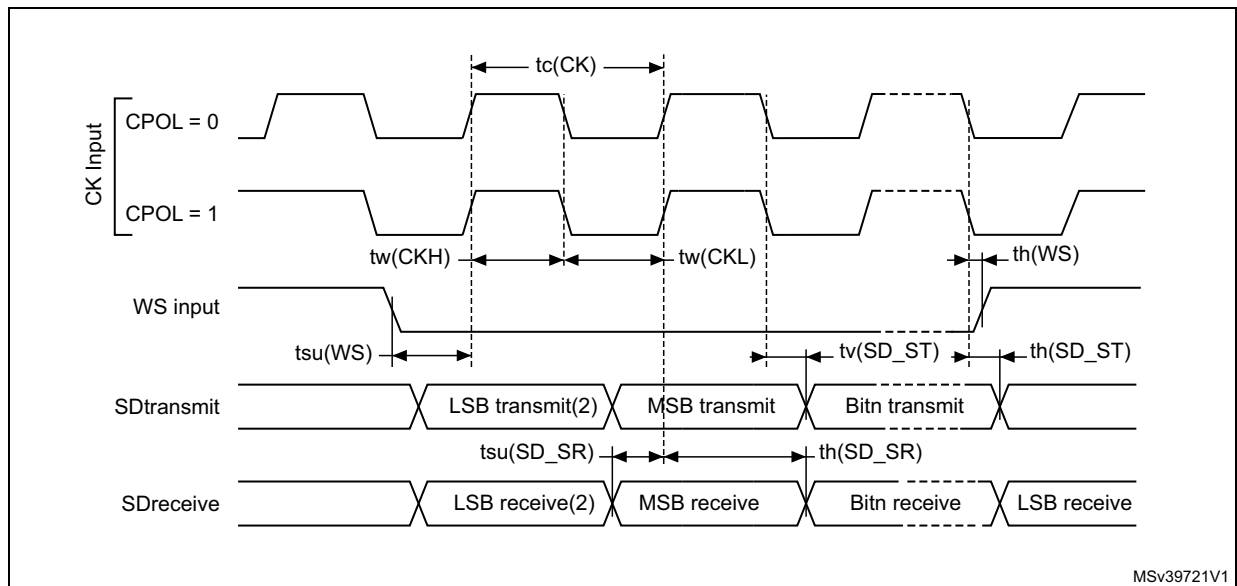 tc(CK)
CK Input
CPOL = 0
CPOL = 1
tw(CKH)
tw(CKL)
th(WS)
WS input
tsu(WS)
tv(SD_ST)
th(SD_ST)
SDtransmit
LSB transmit(2)
MSB transmit
Bitn transmit
tsu(SD_SR)
th(SD_SR)
SDreceive
LSB receive(2)
MSB receive
Bitn receive
LSB receive
MSv39721V1